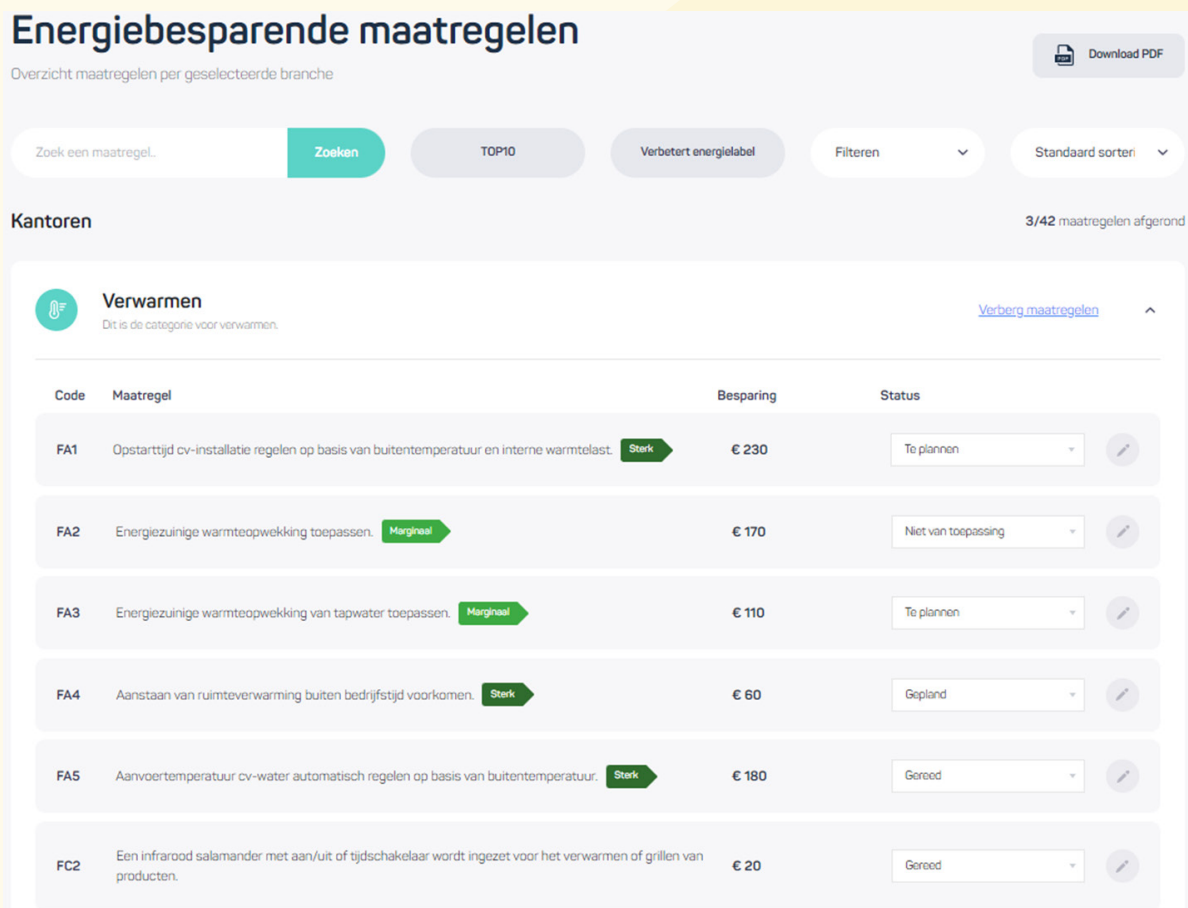 Energiebesparende maatregelen
Overzicht maatregelen per geselecteerde branche
PDF
Download PDF
Zoek een maatregel..
Zoeken
TOP10
Verbetert energielabel
Filteren
Standaard sorteri
Kantoren
3/42 maatregelen afgerond
Verwarmen
Dit is de categorie voor verwarmen.
Verberg maatregelen
Code Maatregel Besparing Status
FA1 Opstarttijd cv-installatie regelen op basis van buitentemperatuur en interne warmtelast. Sterk € 230 Te plannen
FA2 Energiezuinige warmteopwekking toepassen. Marginaal € 170 Niet van toepassing
FA3 Energiezuinige warmteopwekking van tapwater toepassen. Marginaal € 110 Te plannen
FA4 Aanstaan van ruimteverwarming buiten bedrijfstijd voorkomen. Sterk € 60 Gepland
FA5 Aanvoertemperatuur cv-water automatisch regelen op basis van buitentemperatuur. Sterk € 180 Gereed
FC2 Een infrarood salamander met aan/uit of tijdschakelaar wordt ingezet voor het verwarmen of grillen van
producten. € 20 Gereed